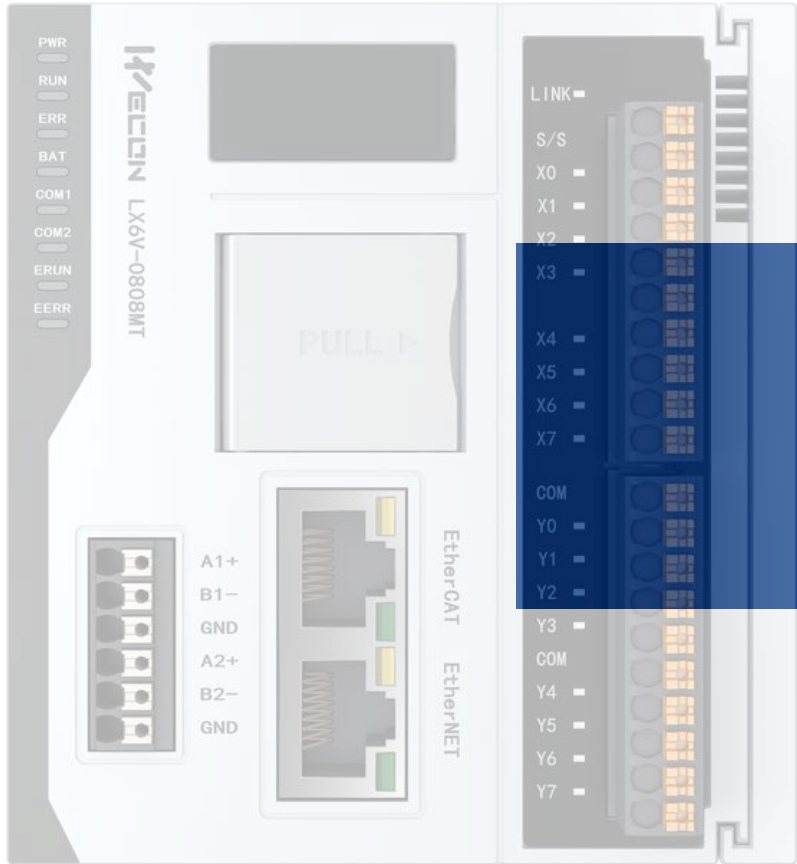 PWR
RUN
ERR
BAT
COM1
COM2
ERUN
EERR
WECON LX6V-0808MT
PULL
A1+
B1-
GND
A2+
B2-
GND
EtherCAT
EtherNET
LINK
S/S
X0
X1
X2
X3
X4
X5
X6
X7
COM
Y0
Y1
Y2
Y3
COM
Y4
Y5
Y6
Y7